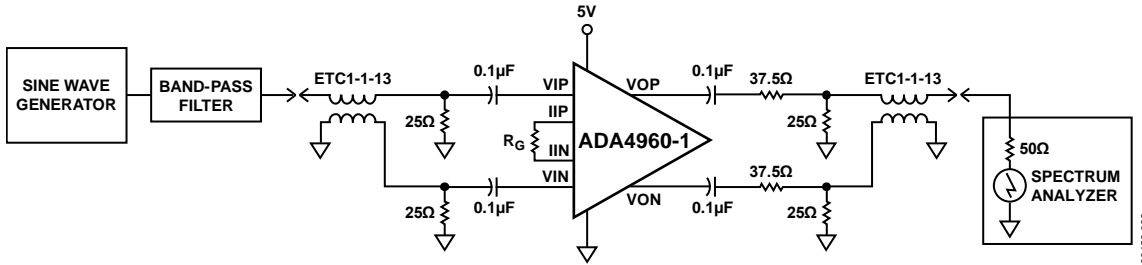 5V
SINE WAVE
GENERATOR
BAND-PASS
FILTER
ETC1-1-13
0.1µF
VIP
IIP
RG
IIN
VIN
25Ω
25Ω
0.1µF
ADA4960-1
VOP
VON
0.1µF
37.5Ω
25Ω
37.5Ω
0.1µF
25Ω
ETC1-1-13
50Ω
SPECTRUM
ANALYZER